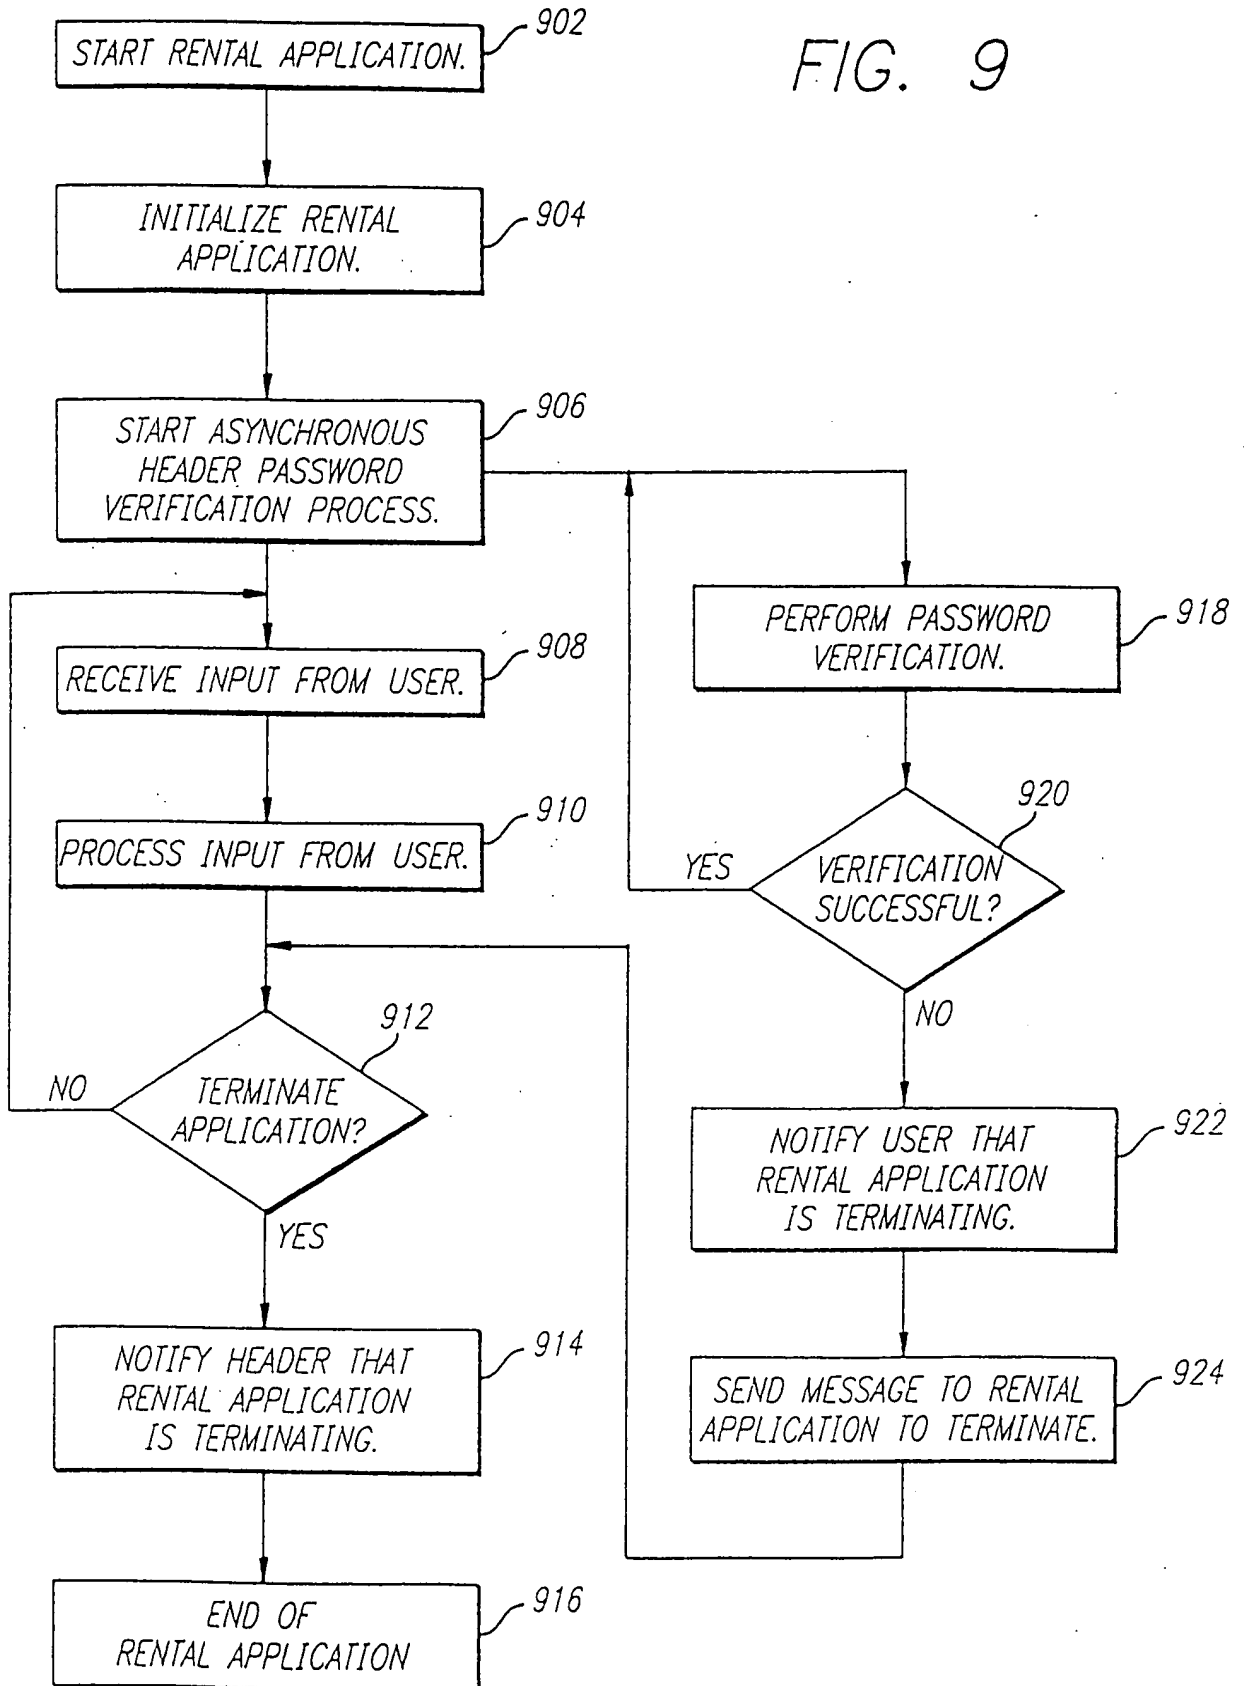 FIG. 9
902
START RENTAL APPLICATION.
904
INITIALIZE RENTAL
APPLICATION.
906
START ASYNCHRONOUS
HEADER PASSWORD
VERIFICATION PROCESS.
908
RECEIVE INPUT FROM USER.
910
PROCESS INPUT FROM USER.
912
TERMINATE
APPLICATION?
NO
YES
914
NOTIFY HEADER THAT
RENTAL APPLICATION
IS TERMINATING.
916
END OF
RENTAL APPLICATION
918
PERFORM PASSWORD
VERIFICATION.
920
VERIFICATION
SUCCESSFUL?
YES
NO
922
NOTIFY USER THAT
RENTAL APPLICATION
IS TERMINATING.
924
SEND MESSAGE TO RENTAL
APPLICATION TO TERMINATE.